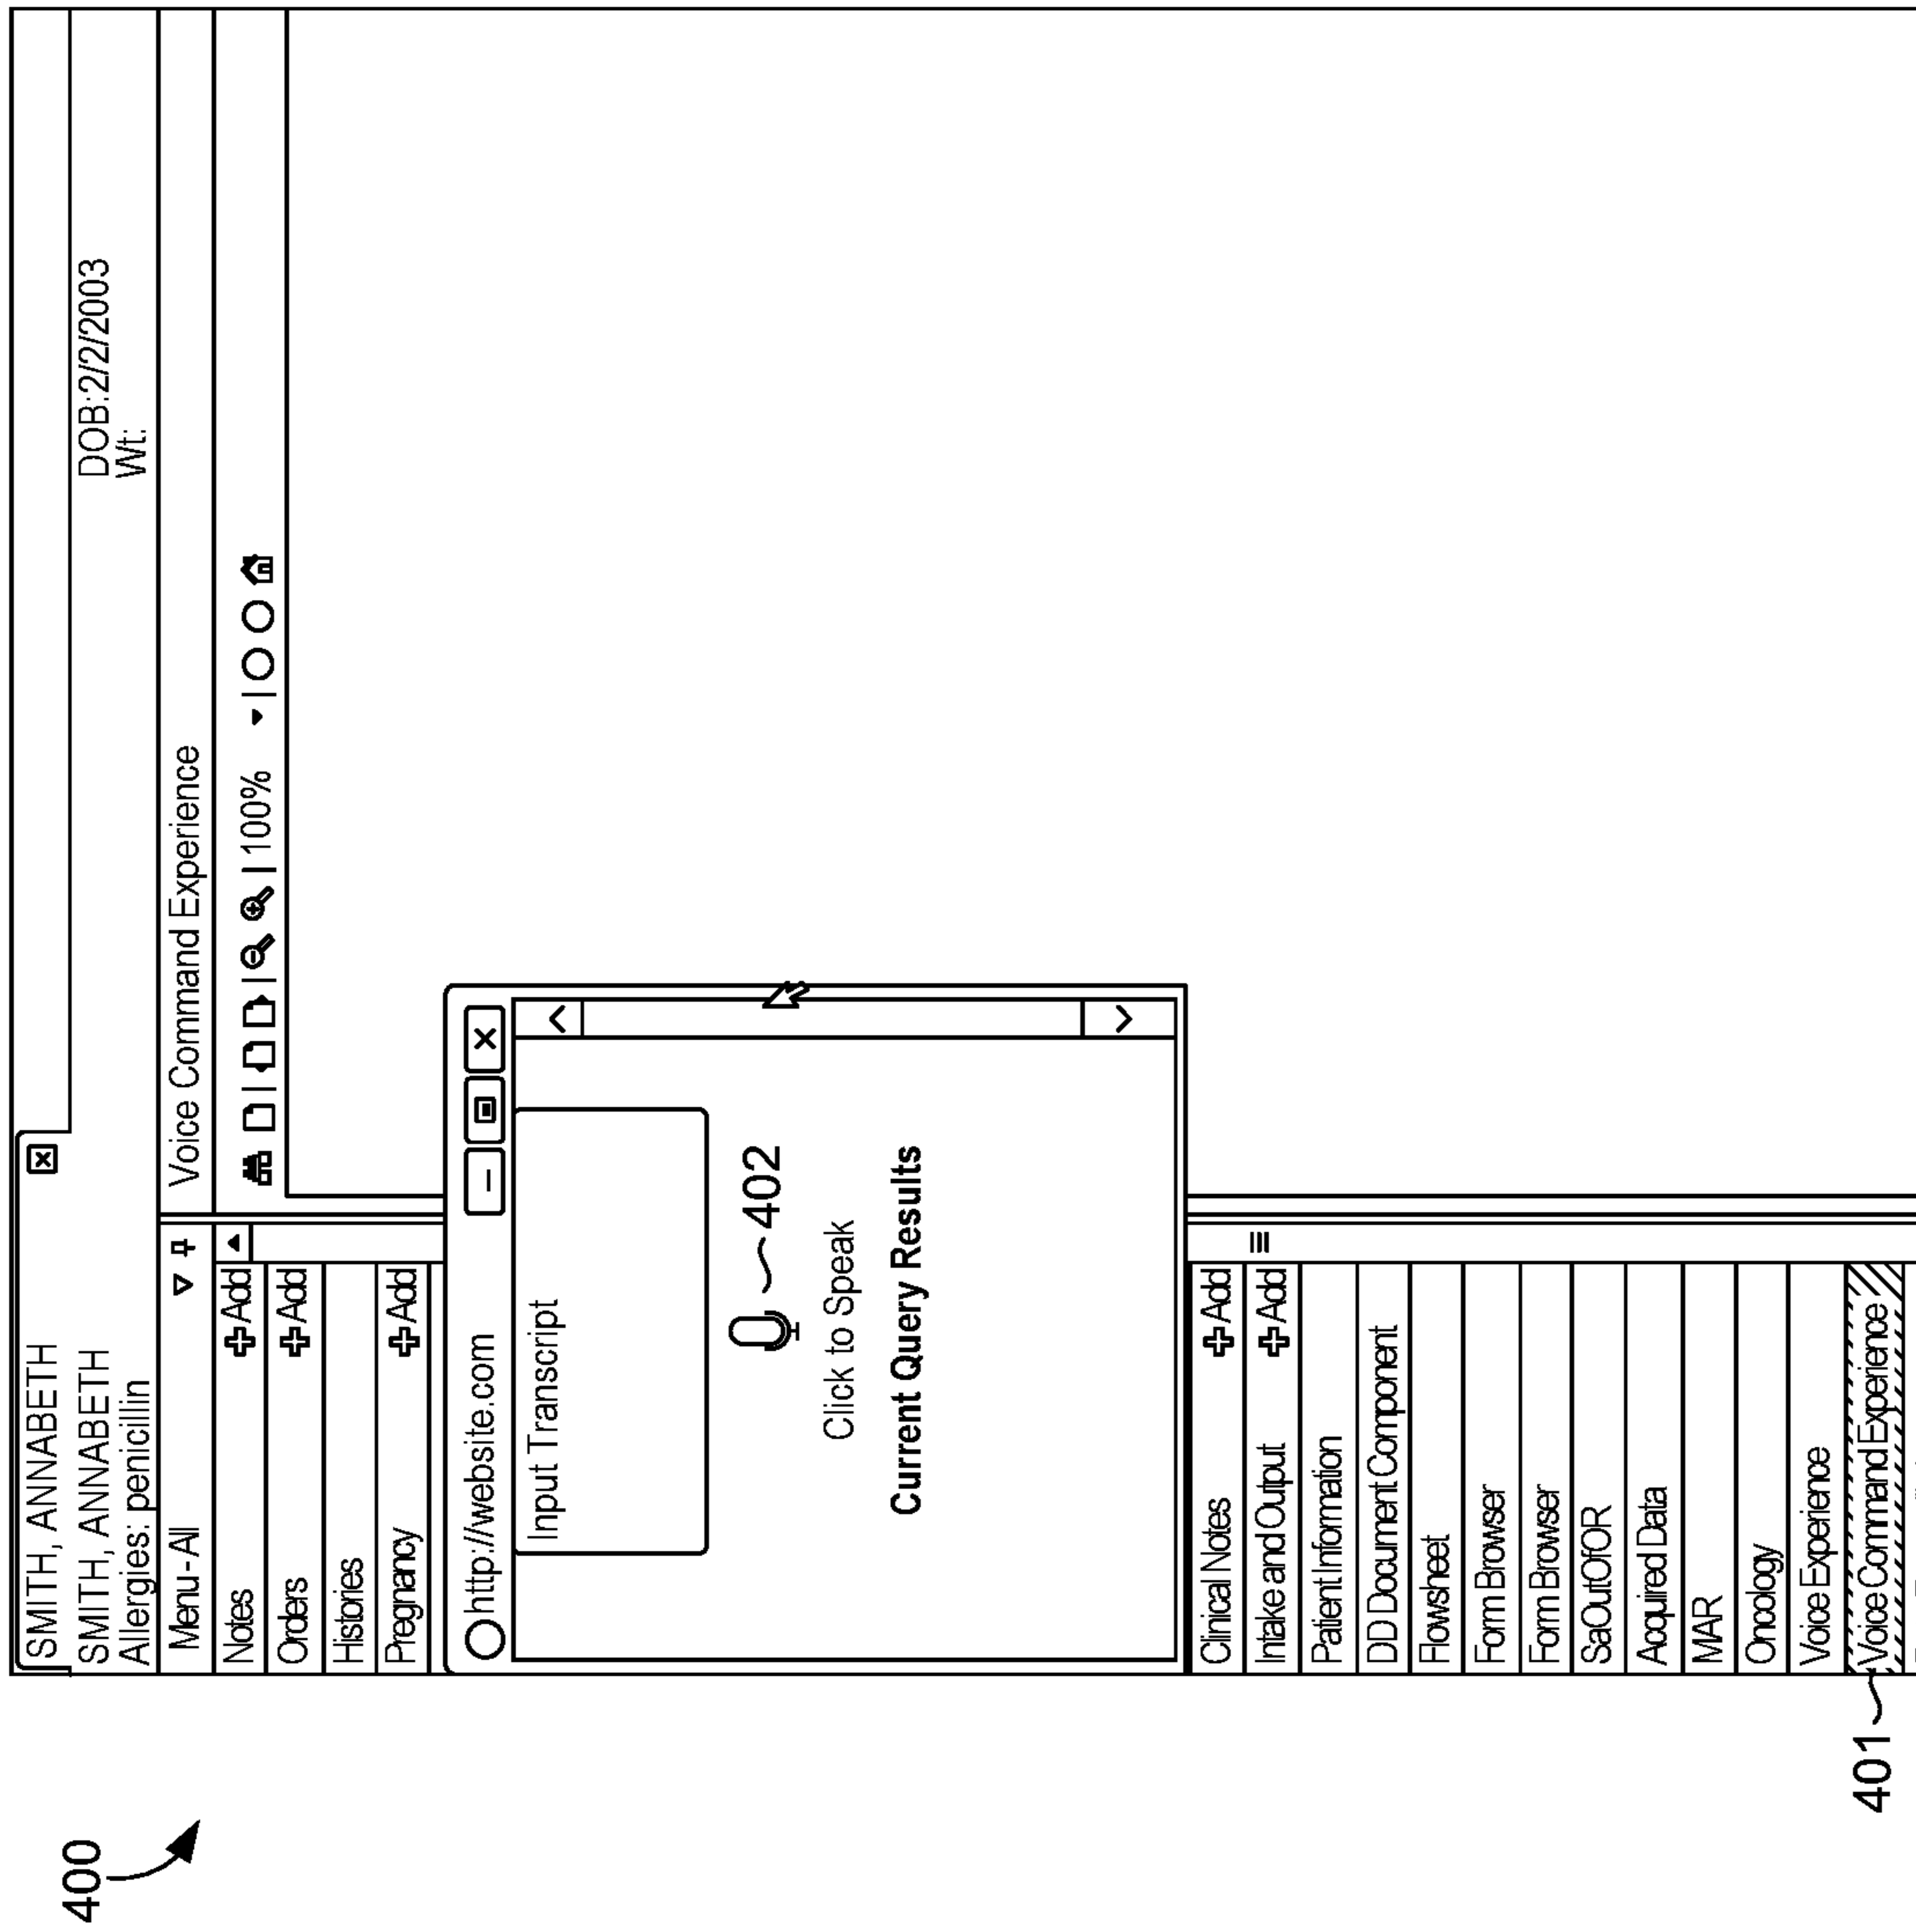 400
SMITH, ANNABETH
SMITH, ANNABETH DOB:2/2/2003
Allergies: penicillin Wt:
Menu - All Voice Command Experience
100%
Notes Add
Orders Add
Histories
Pregnancy Add
http://website.com
Input Transcript
402
Click to Speak
Current Query Results
Clinical Notes Add
Intake and Output Add
Patient Information
DD Document Component
Flowsheet
Form Browser
Form Browser
SaOutOfOR
Acquired Data
MAR
Oncology
Voice Experience
401 Voice Command Experience